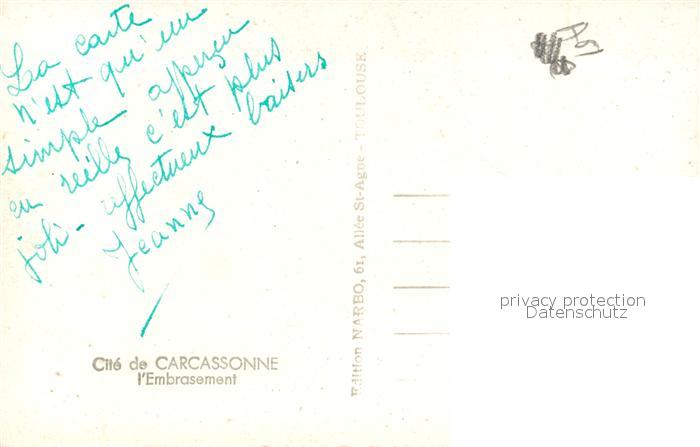 La carte
n'est qu'un
simple aperçu
en réelle c'est plus
joli - affectueux baisers
Jeanne
Cité de CARCASSONNE
l'Embrasement
Edition NARBO, 61, Allée St-Agne - TOULOUSE
privacy protection
Datenschutz